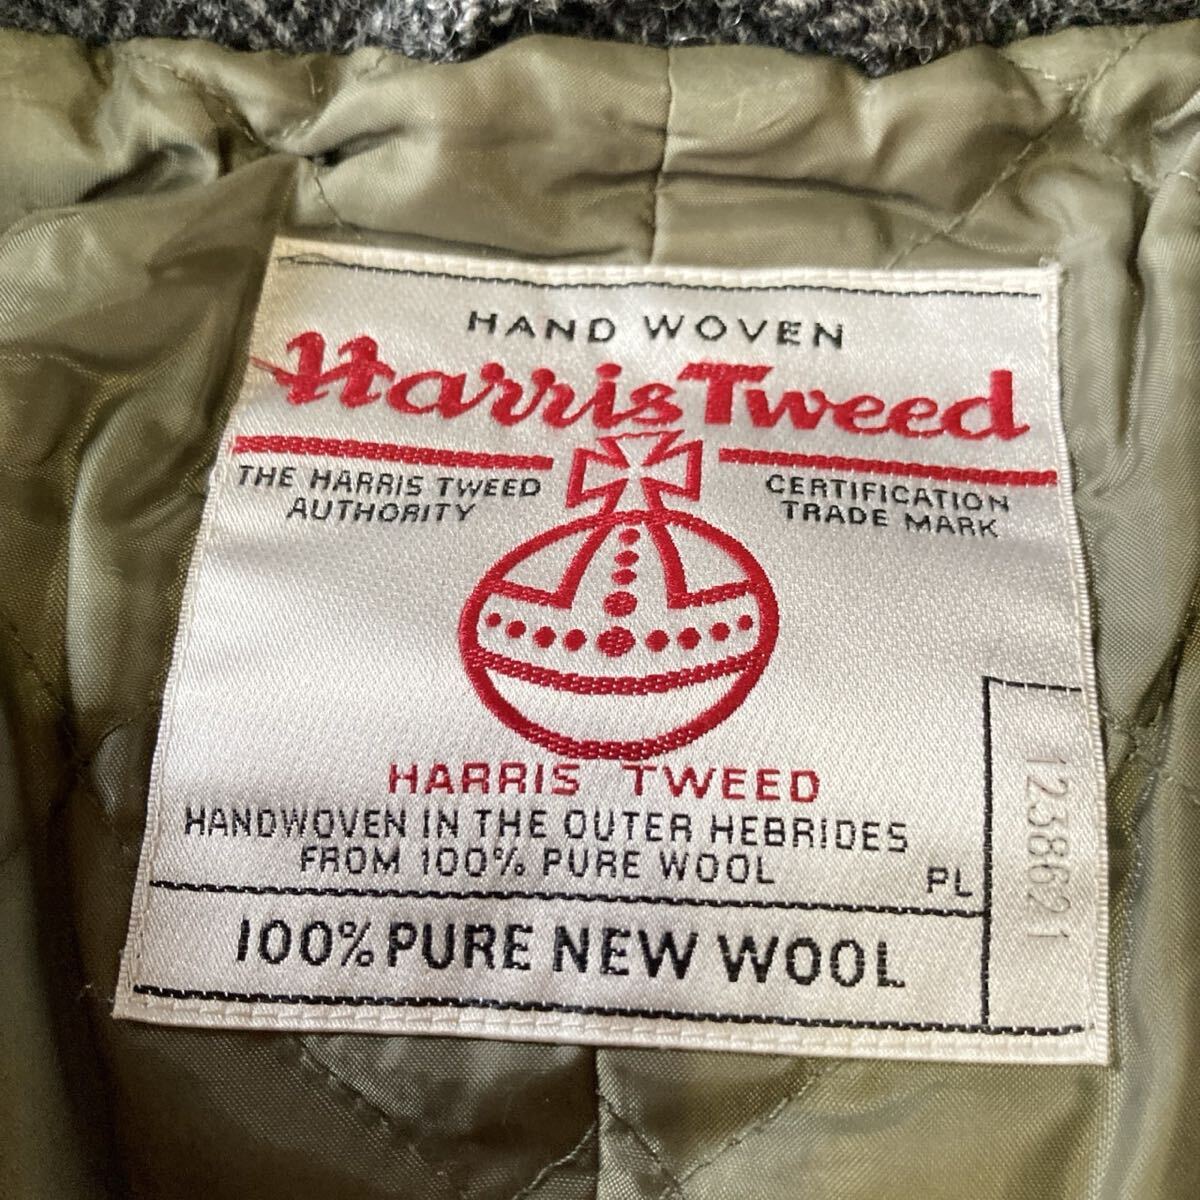 HAND WOVEN
Harris Tweed
THE HARRIS TWEED
AUTHORITY
CERTIFICATION
TRADE MARK
HARRIS TWEED
HANDWOVEN IN THE OUTER HEBRIDES
FROM 100% PURE WOOL
PL
100% PURE NEW WOOL
1238621